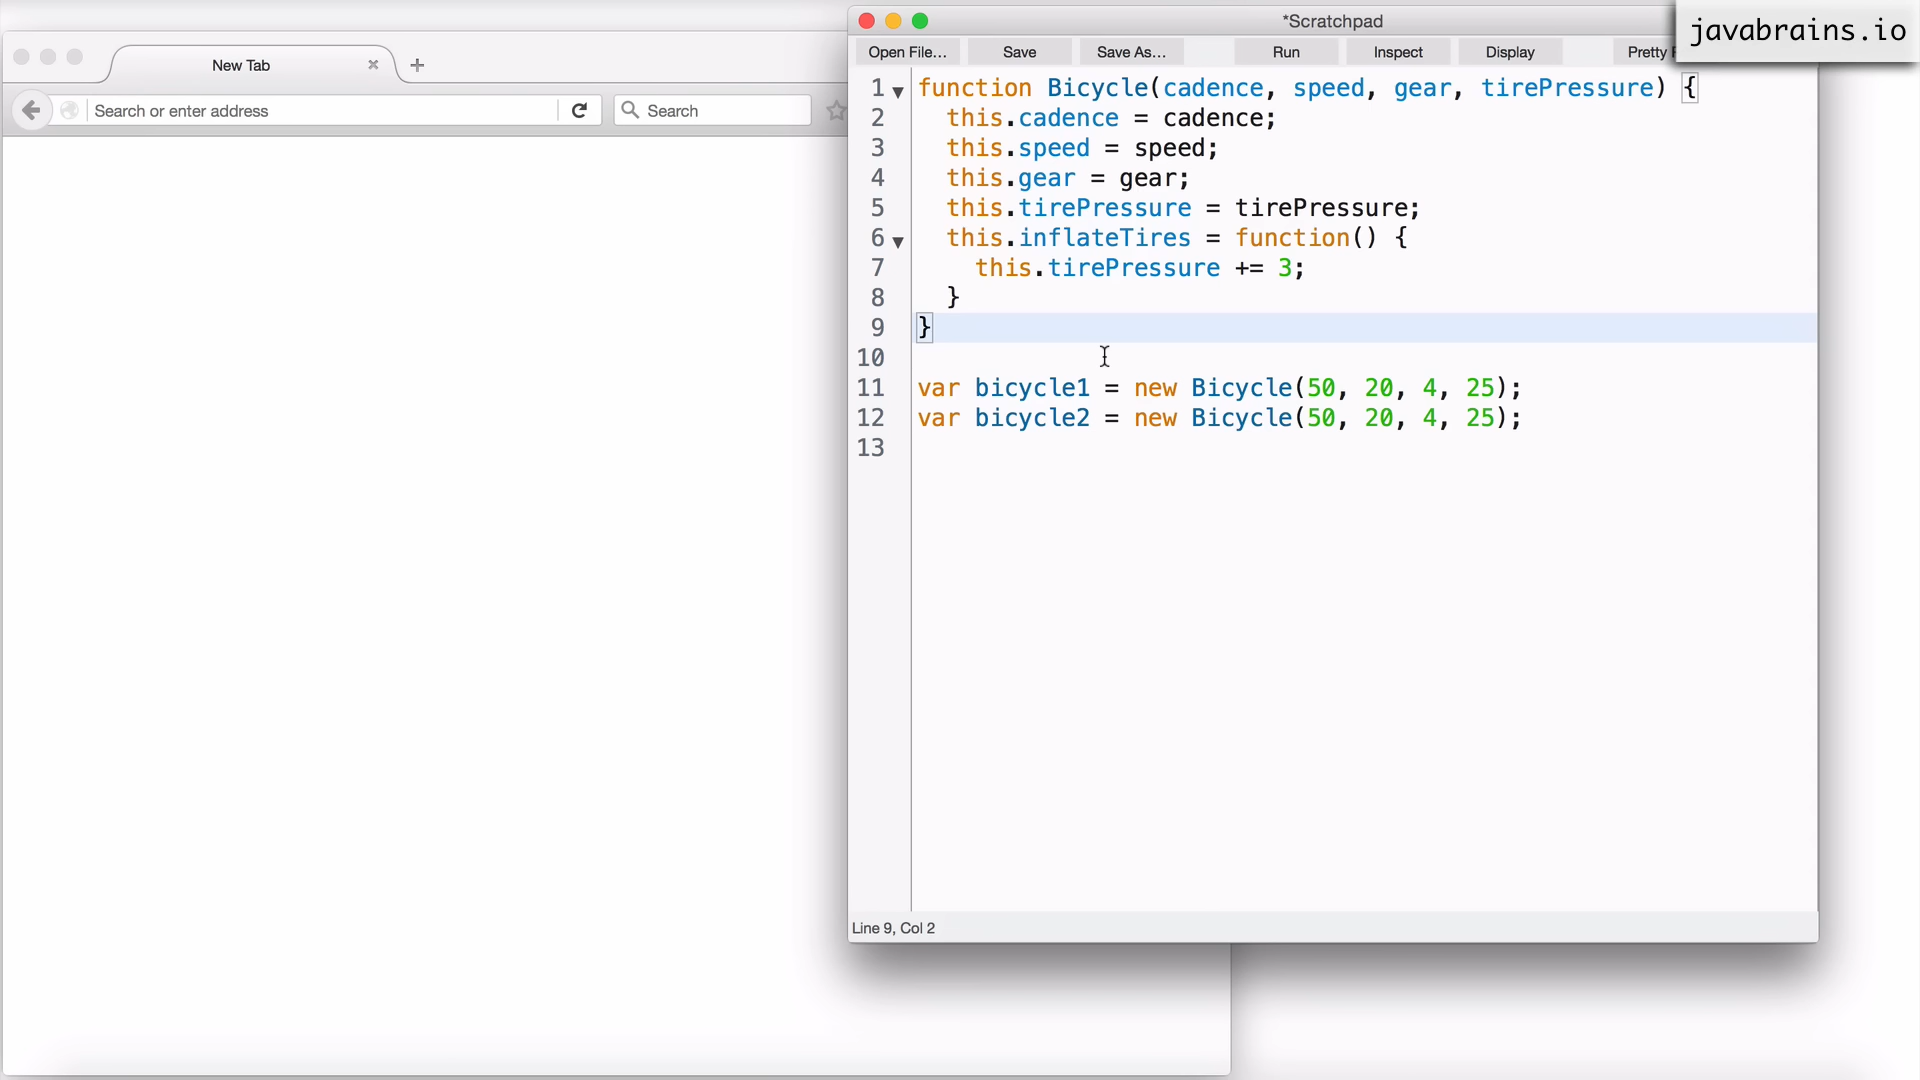 *Scratchpad
javabrains.io
New Tab
Search or enter address
Search
Open File...
Save
Save As...
Run
Inspect
Display
Pretty
1 function Bicycle(cadence, speed, gear, tirePressure) {
2 this.cadence = cadence;
3 this.speed = speed;
4 this.gear = gear;
5 this.tirePressure = tirePressure;
6 this.inflateTires = function() {
7 this.tirePressure += 3;
8 }
9 }
10
11 var bicycle1 = new Bicycle(50, 20, 4, 25);
12 var bicycle2 = new Bicycle(50, 20, 4, 25);
13
Line 9, Col 2